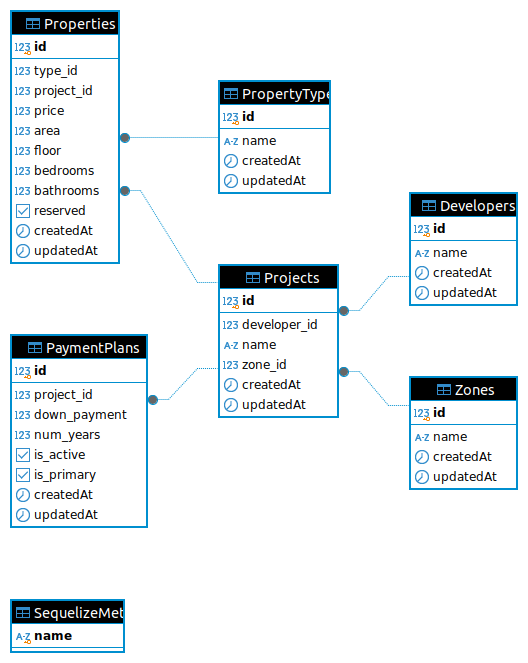 Properties
123 id
123 type_id
123 project_id
123 price
123 area
123 floor
123 bedrooms
123 bathrooms
reserved
createdAt
updatedAt
PropertyType
123 id
A-Z name
createdAt
updatedAt
Developers
123 id
A-Z name
createdAt
updatedAt
Projects
123 id
123 developer_id
A-Z name
123 zone_id
createdAt
updatedAt
PaymentPlans
123 id
123 project_id
123 down_payment
123 num_years
is_active
is_primary
createdAt
updatedAt
Zones
123 id
A-Z name
createdAt
updatedAt
SequelizeMet
A-Z name